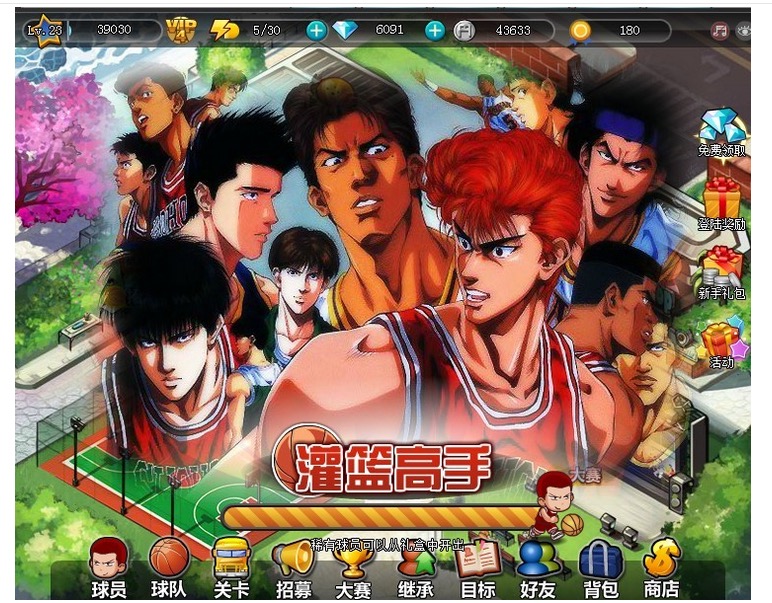 Lv.23 39030 VIP 4 5/30 6091 43633 180
免费领取
登陆奖励
新手礼包
活动
灌篮高手
大赛
稀有球员可以从礼盒中开出
球员 球队 关卡 招募 大赛 继承 目标 好友 背包 商店